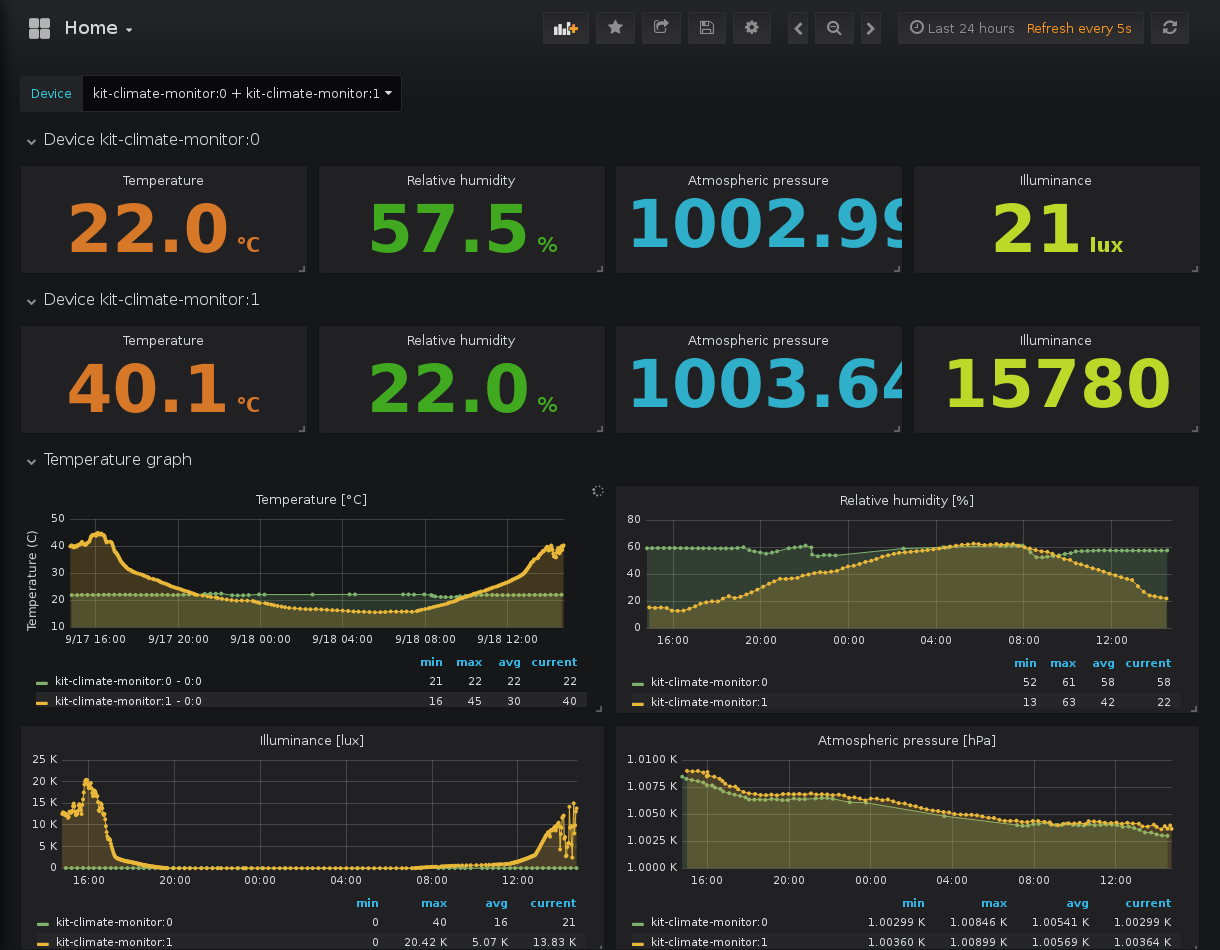 Home
Last 24 hours Refresh every 5s
Device kit-climate-monitor:0 + kit-climate-monitor:1
Device kit-climate-monitor:0
Temperature Relative humidity Atmospheric pressure Illuminance
22.0 °C 57.5 % 1002.99 21 lux
Device kit-climate-monitor:1
Temperature Relative humidity Atmospheric pressure Illuminance
40.1 °C 22.0 % 1003.64 15780
Temperature graph
Temperature [°C]
Temperature (C)
50
40
30
20
10
9/17 16:00 9/17 20:00 9/18 00:00 9/18 04:00 9/18 08:00 9/18 12:00
min max avg current
kit-climate-monitor:0 - 0:0 21 22 22 22
kit-climate-monitor:1 - 0:0 16 45 30 40
Relative humidity [%]
80
60
40
20
0
16:00 20:00 00:00 04:00 08:00 12:00
min max avg current
kit-climate-monitor:0 52 61 58 58
kit-climate-monitor:1 13 63 42 22
Illuminance [lux]
25 K
20 K
15 K
10 K
5 K
0
16:00 20:00 00:00 04:00 08:00 12:00
min max avg current
kit-climate-monitor:0 0 40 16 21
kit-climate-monitor:1 0 20.42 K 5.07 K 13.83 K
Atmospheric pressure [hPa]
1.0100 K
1.0075 K
1.0050 K
1.0025 K
1.0000 K
16:00 20:00 00:00 04:00 08:00 12:00
min max avg current
kit-climate-monitor:0 1.00299 K 1.00846 K 1.00541 K 1.00299 K
kit-climate-monitor:1 1.00360 K 1.00899 K 1.00569 K 1.00364 K